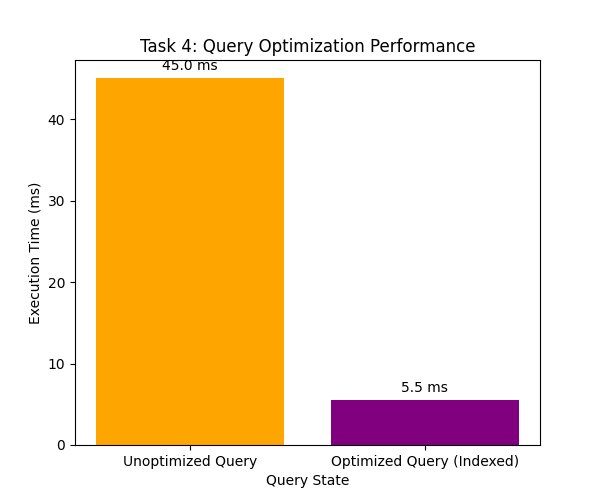 Task 4: Query Optimization Performance
45.0 ms
40
30
20
10
0
Execution Time (ms)
5.5 ms
Unoptimized Query
Optimized Query (Indexed)
Query State